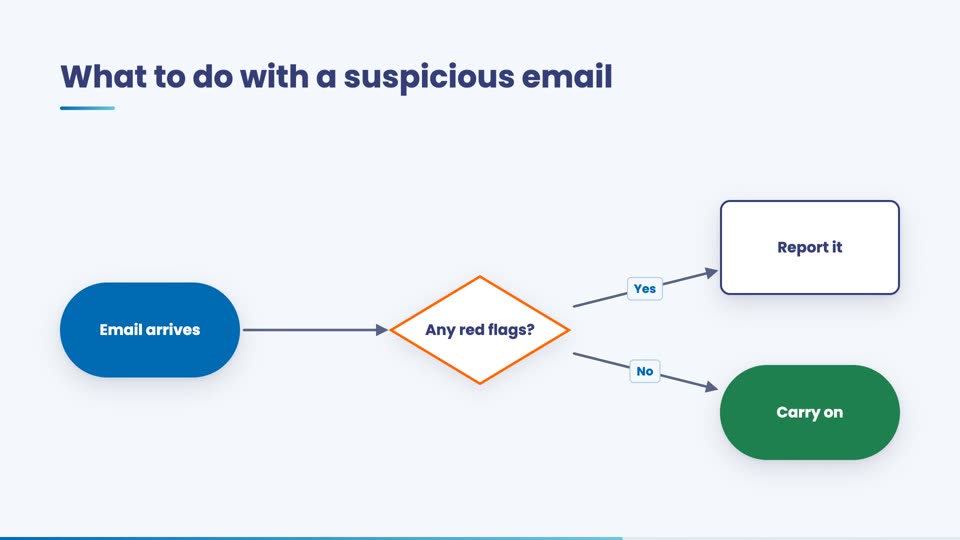 What to do with a suspicious email
Email arrives
Any red flags?
Yes
Report it
No
Carry on